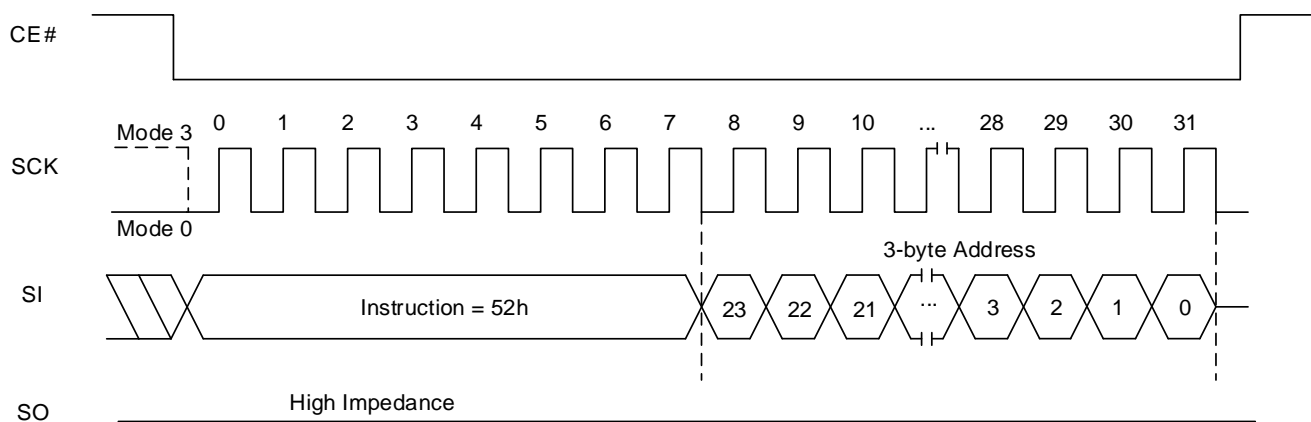 CE#
0 1 2 3 4 5 6 7 8 9 10 ... 28 29 30 31
Mode 3
SCK
Mode 0
3-byte Address
SI
Instruction = 52h 23 22 21 ... 3 2 1 0
High Impedance
SO